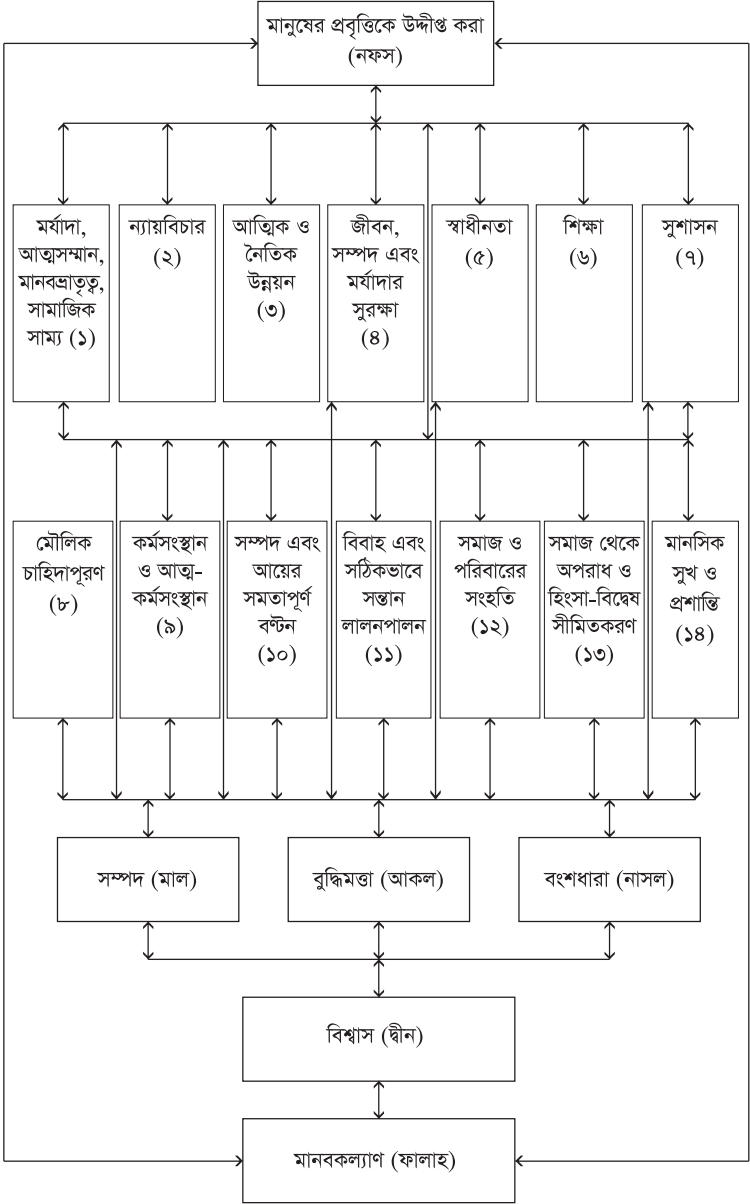 মানুষের প্রবৃত্তিকে উদ্দীপ্ত করা
(নফস)
মর্যাদা,
আত্মসম্মান,
মানবভ্রাতৃত্ব,
সামাজিক
সাম্য (১)
ন্যায়বিচার
(২)
আত্মিক ও
নৈতিক
উন্নয়ন
(৩)
জীবন,
সম্পদ এবং
মর্যাদার
সুরক্ষা
(৪)
স্বাধীনতা
(৫)
শিক্ষা
(৬)
সুশাসন
(৭)
মৌলিক
চাহিদাপূরণ
(৮)
কর্মসংস্থান
ও আত্ম-
কর্মসংস্থান
(৯)
সম্পদ এবং
আয়ের
সমতাপূর্ণ
বণ্টন
(১০)
বিবাহ এবং
সঠিকভাবে
সন্তান
লালনপালন
(১১)
সমাজ ও
পরিবারের
সংহতি
(১২)
সমাজ থেকে
অপরাধ ও
হিংসা-বিদ্বেষ
সীমিতকরণ
(১৩)
মানসিক
সুখ ও
প্রশান্তি
(১৪)
সম্পদ (মাল)
বুদ্ধিমত্তা (আকল)
বংশধারা (নাসল)
বিশ্বাস (দ্বীন)
মানবকল্যাণ (ফালাহ)